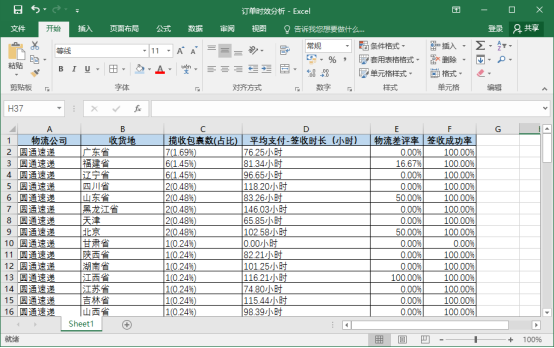 订单时效分析 - Excel
文件 开始 插入 页面布局 公式 数据 审阅 视图 告诉我您想要做什么... 登录 共享
粘贴 等线 11 常规 条件格式 插入
B I U A A 套用表格格式 删除
单元格样式 格式
剪贴板 字体 对齐方式 数字 样式 单元格 编辑
H37 fx
A B C D E F G H
1 物流公司 收货地 揽收包裹数(占比) 平均支付-签收时长（小时） 物流差评率 签收成功率
2 圆通速递 广东省 7(1.69%) 76.25小时 0.00% 100.00%
3 圆通速递 福建省 6(1.45%) 81.34小时 16.67% 100.00%
4 圆通速递 辽宁省 6(1.45%) 96.65小时 0.00% 100.00%
5 圆通速递 四川省 2(0.48%) 118.20小时 0.00% 100.00%
6 圆通速递 山东省 2(0.48%) 83.26小时 50.00% 100.00%
7 圆通速递 黑龙江省 2(0.48%) 146.03小时 0.00% 100.00%
8 圆通速递 天津 2(0.48%) 65.85小时 0.00% 100.00%
9 圆通速递 北京 2(0.48%) 102.58小时 50.00% 100.00%
10 圆通速递 甘肃省 1(0.24%) 0.00小时 0.00% 0.00%
11 圆通速递 陕西省 1(0.24%) 82.21小时 0.00% 100.00%
12 圆通速递 湖南省 1(0.24%) 101.25小时 0.00% 100.00%
13 圆通速递 江西省 1(0.24%) 116.21小时 100.00% 100.00%
14 圆通速递 江苏省 1(0.24%) 74.80小时 0.00% 100.00%
15 圆通速递 吉林省 1(0.24%) 115.44小时 0.00% 100.00%
16 圆通速递 山西省 1(0.24%) 98.39小时 0.00% 100.00%
Sheet1
就绪 100%